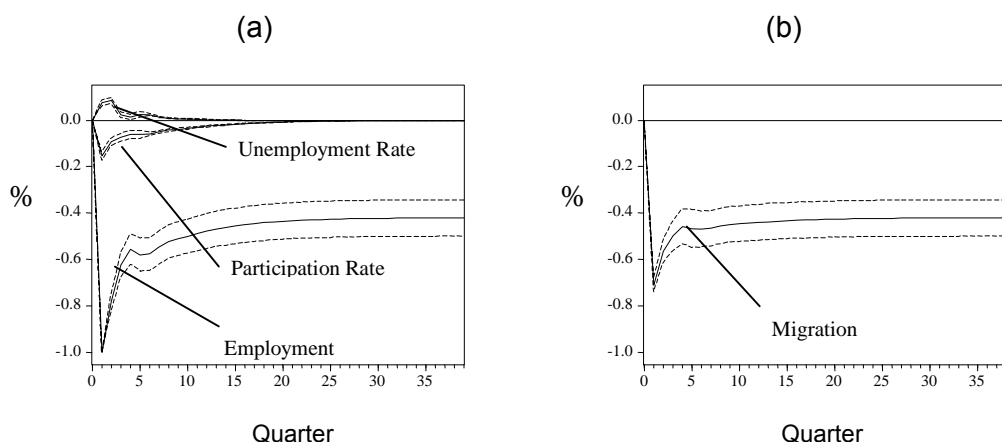 (a)
(b)
0.0
-0.2
-0.4
-0.6
-0.8
-1.0
%
Unemployment Rate
Participation Rate
Employment
0 5 10 15 20 25 30 35
Quarter
0.0
-0.2
-0.4
-0.6
-0.8
-1.0
%
Migration
0 5 10 15 20 25 30 35
Quarter